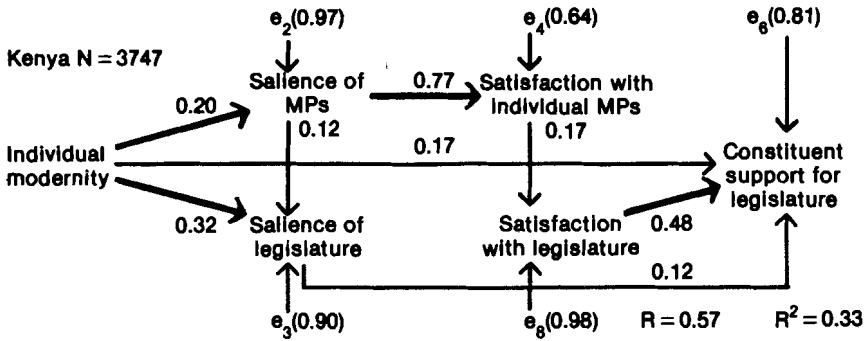 e2(0.97)
e4(0.64)
e6(0.81)
Kenya N = 3747
Salience of
MPs
0.77
Satisfaction with
individual MPs
0.20
0.12
0.17
0.17
Individual
modernity
Constituent
support for
legislature
0.32
Salience of
legislature
Satisfaction
with legislature
0.48
0.12
e3(0.90)
e8(0.98)
R = 0.57
R2 = 0.33